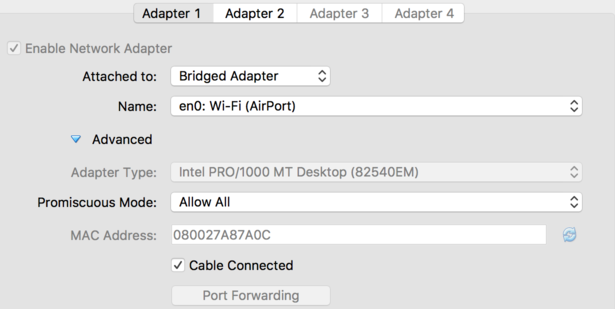 Adapter 1 Adapter 2 Adapter 3 Adapter 4
Enable Network Adapter
Attached to: Bridged Adapter
Name: en0: Wi-Fi (AirPort)
Advanced
Adapter Type: Intel PRO/1000 MT Desktop (82540EM)
Promiscuous Mode: Allow All
MAC Address: 080027A87A0C
Cable Connected
Port Forwarding